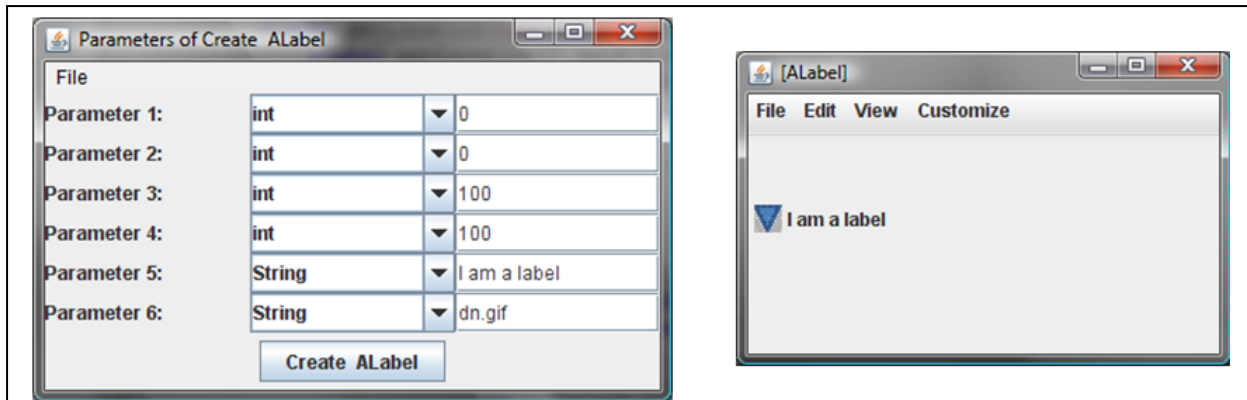 Parameters of Create ALabel
File
Parameter 1: int 0
Parameter 2: int 0
Parameter 3: int 100
Parameter 4: int 100
Parameter 5: String I am a label
Parameter 6: String dn.gif
Create ALabel
[ALabel]
File Edit View Customize
I am a label